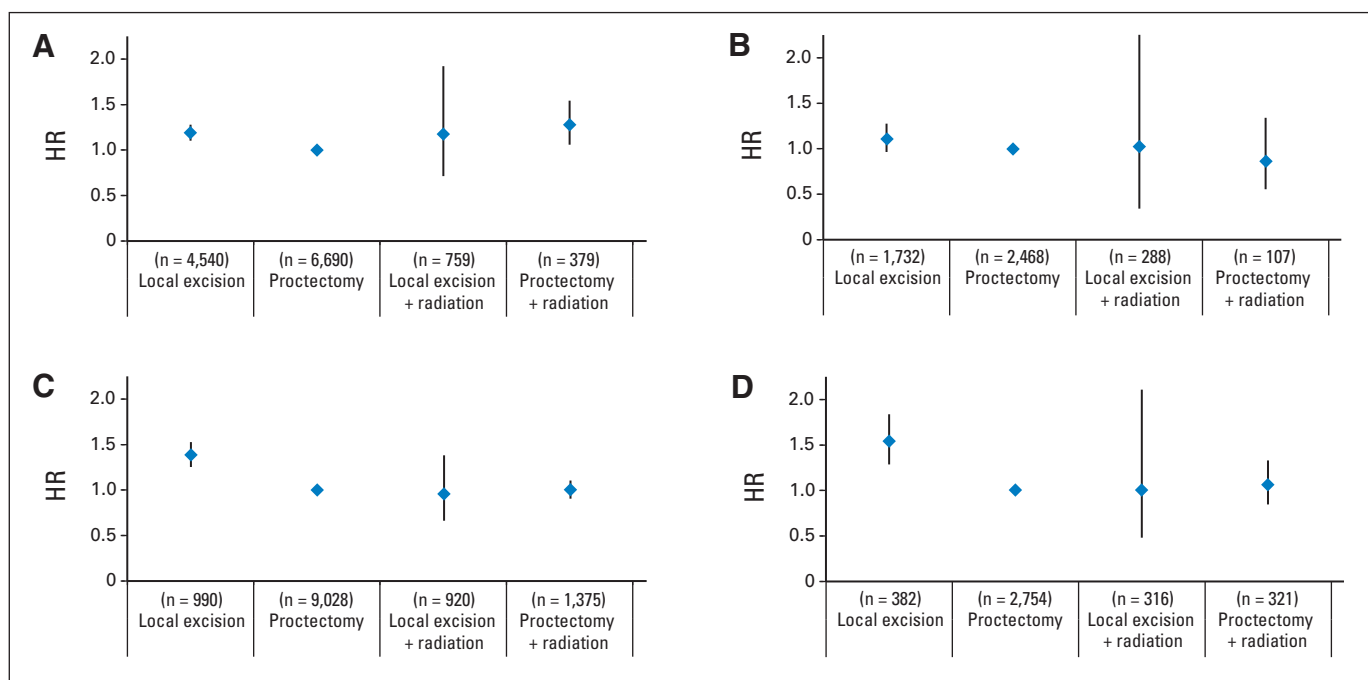 A
HR
2.0
1.5
1.0
0.5
0
(n = 4,540)
Local excision
(n = 6,690)
Proctectomy
(n = 759)
Local excision
+ radiation
(n = 379)
Proctectomy
+ radiation
B
HR
2.0
1.5
1.0
0.5
0
(n = 1,732)
Local excision
(n = 2,468)
Proctectomy
(n = 288)
Local excision
+ radiation
(n = 107)
Proctectomy
+ radiation
C
HR
2.0
1.5
1.0
0.5
0
(n = 990)
Local excision
(n = 9,028)
Proctectomy
(n = 920)
Local excision
+ radiation
(n = 1,375)
Proctectomy
+ radiation
D
HR
2.0
1.5
1.0
0.5
0
(n = 382)
Local excision
(n = 2,754)
Proctectomy
(n = 316)
Local excision
+ radiation
(n = 321)
Proctectomy
+ radiation